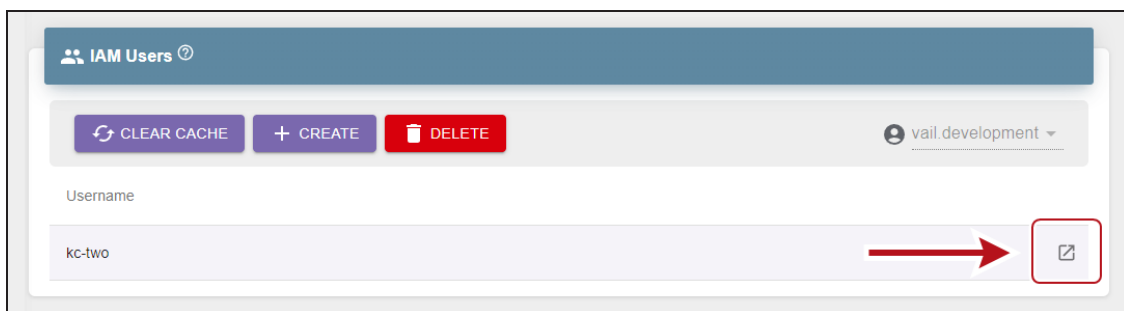 IAM Users
CLEAR CACHE
CREATE
DELETE
vail.development
Username
kc-two